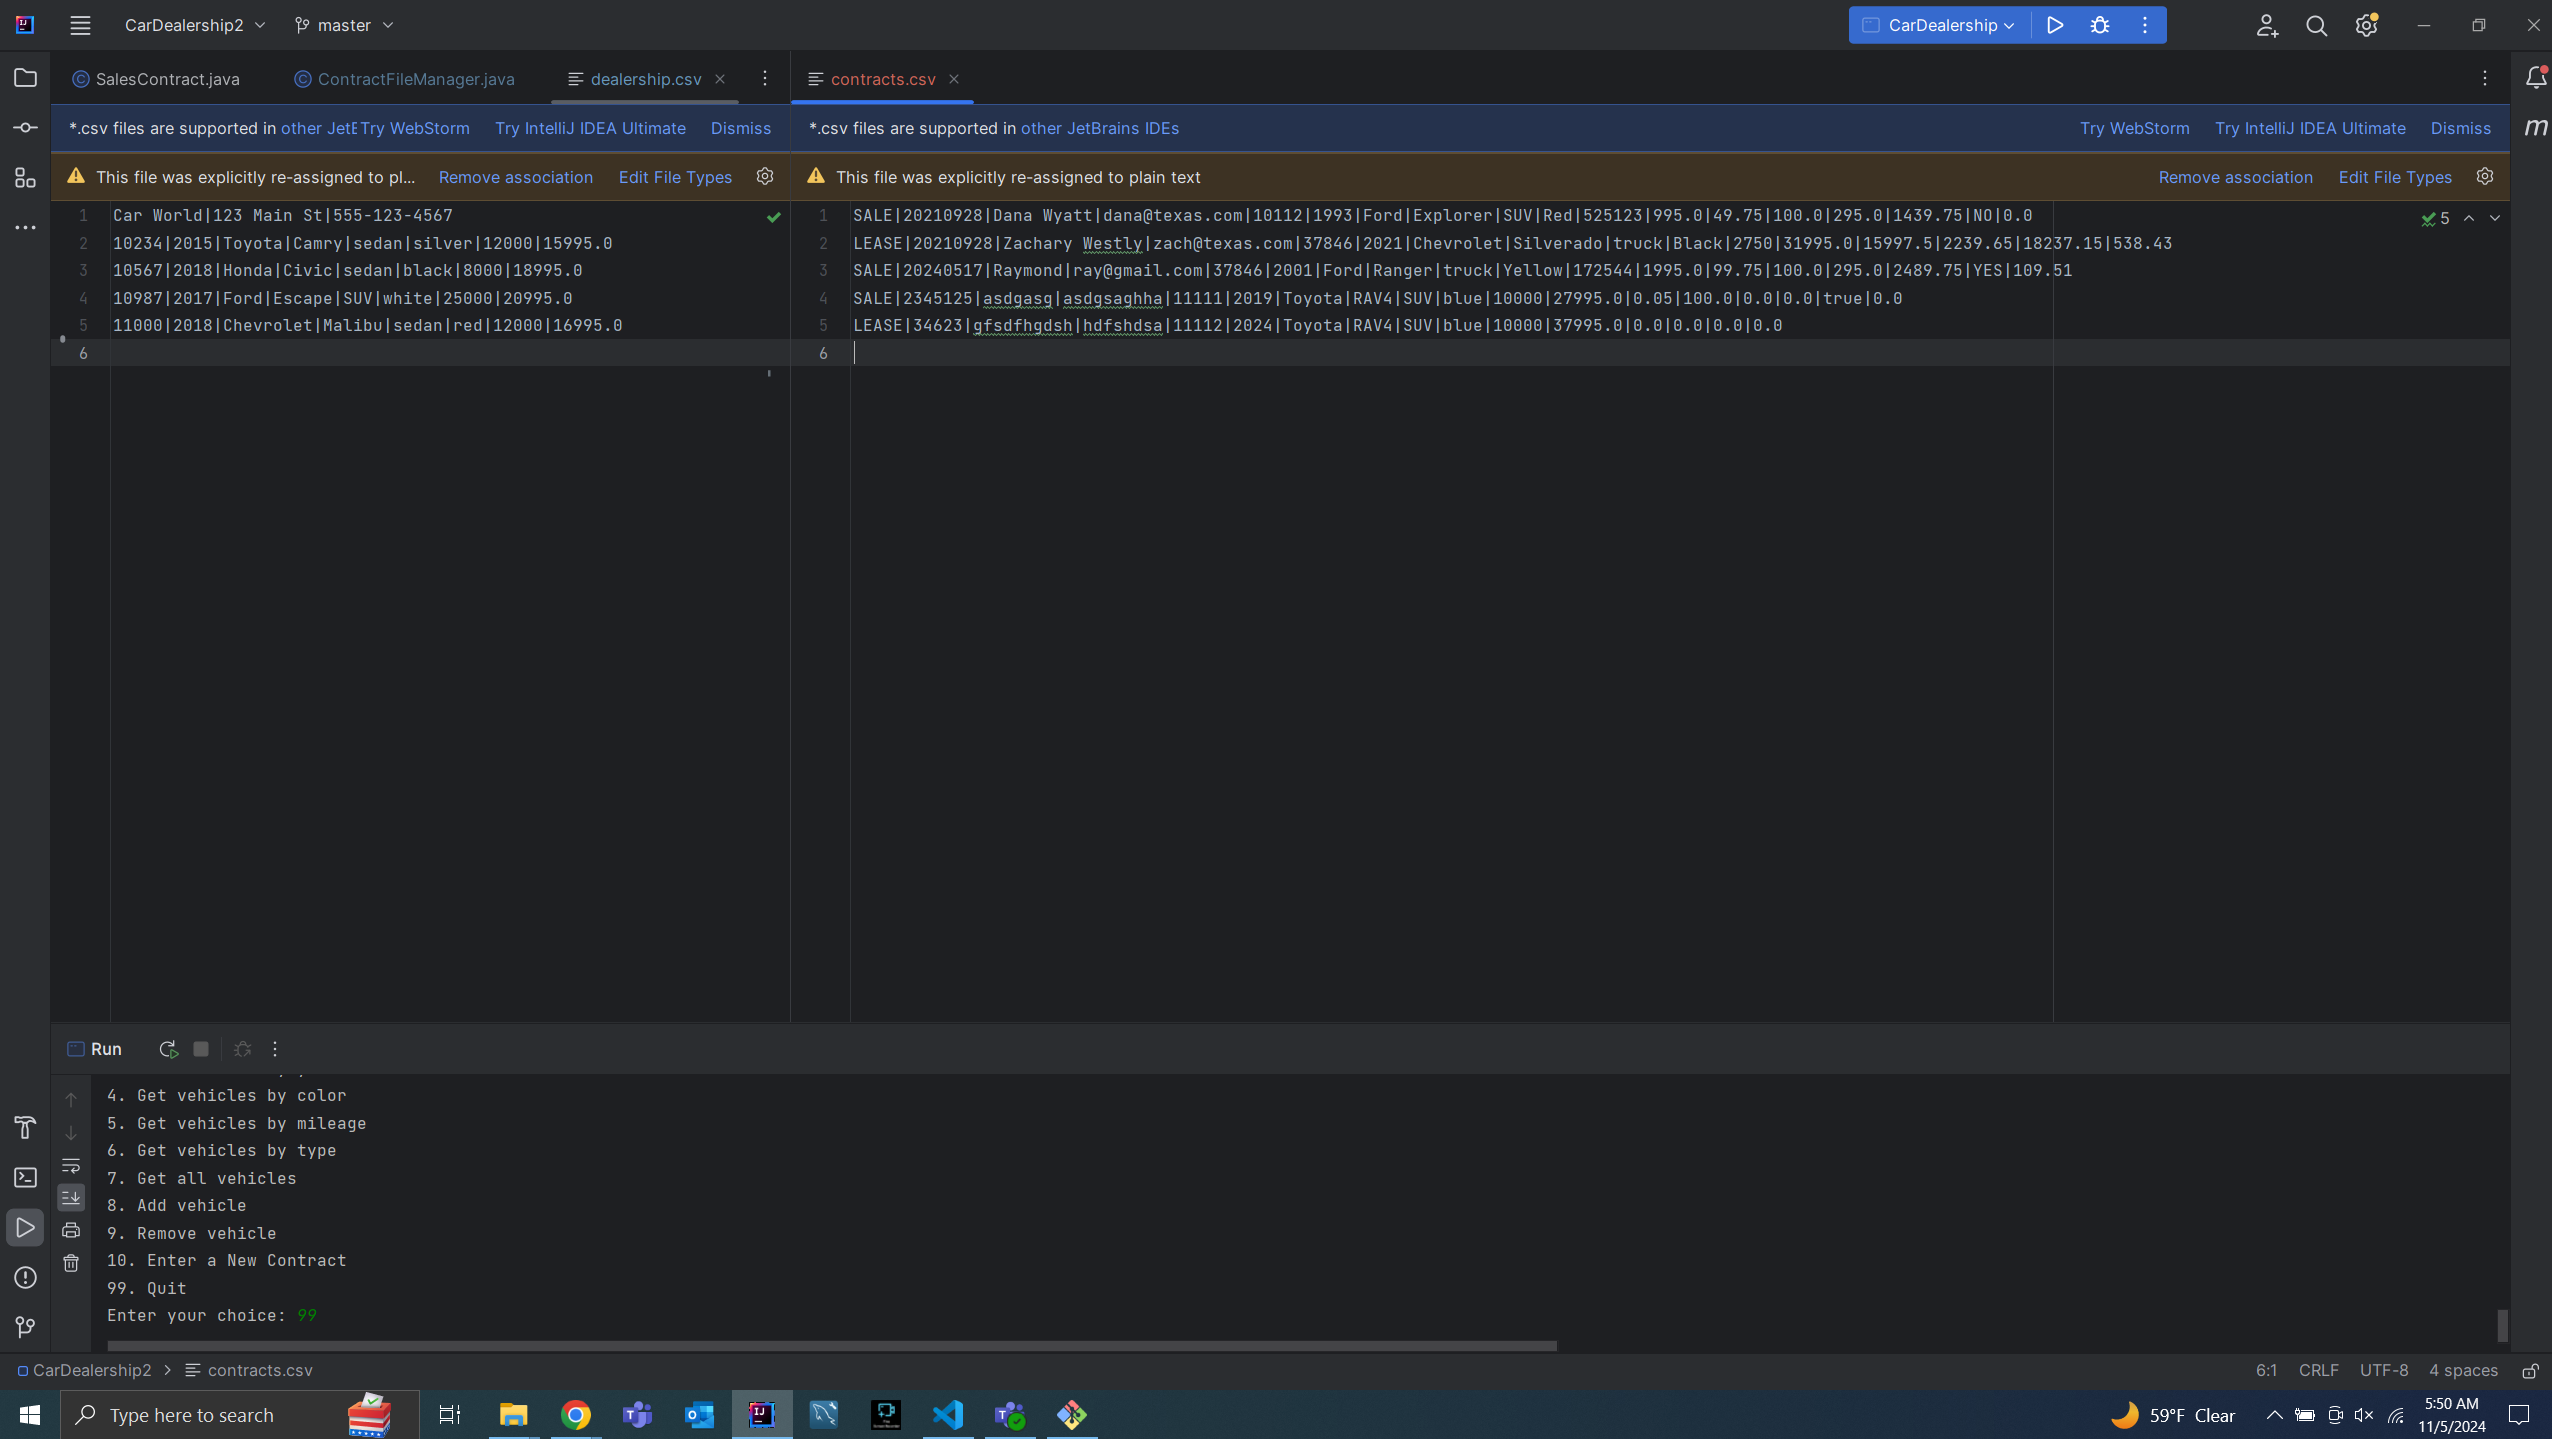 CarDealership2
master
CarDealership
SalesContract.java
ContractFileManager.java
dealership.csv
contracts.csv
*.csv files are supported in other JetB Try WebStorm Try IntelliJ IDEA Ultimate Dismiss
*.csv files are supported in other JetBrains IDEs Try WebStorm Try IntelliJ IDEA Ultimate Dismiss
This file was explicitly re-assigned to pl... Remove association Edit File Types
This file was explicitly re-assigned to plain text Remove association Edit File Types
1 Car World|123 Main St|555-123-4567
2 10234|2015|Toyota|Camry|sedan|silver|12000|15995.0
3 10567|2018|Honda|Civic|sedan|black|8000|18995.0
4 10987|2017|Ford|Escape|SUV|white|25000|20995.0
5 11000|2018|Chevrolet|Malibu|sedan|red|12000|16995.0
6
1 SALE|20210928|Dana Wyatt|dana@texas.com|10112|1993|Ford|Explorer|SUV|Red|525123|995.0|49.75|100.0|295.0|1439.75|NO|0.0
2 LEASE|20210928|Zachary Westly|zach@texas.com|37846|2021|Chevrolet|Silverado|truck|Black|2750|31995.0|15997.5|2239.65|18237.15|538.43
3 SALE|20240517|Raymond|ray@gmail.com|37846|2001|Ford|Ranger|truck|Yellow|172544|1995.0|99.75|100.0|295.0|2489.75|YES|109.51
4 SALE|2345125|asdgasg|asdgsaghha|11111|2019|Toyota|RAV4|SUV|blue|10000|27995.0|0.05|100.0|0.0|0.0|true|0.0
5 LEASE|34623|gfsdfhgdsh|hdfshdsa|11112|2024|Toyota|RAV4|SUV|blue|10000|37995.0|0.0|0.0|0.0|0.0
6
5
m
Run
4. Get vehicles by color
5. Get vehicles by mileage
6. Get vehicles by type
7. Get all vehicles
8. Add vehicle
9. Remove vehicle
10. Enter a New Contract
99. Quit
Enter your choice: 99
CarDealership2 > contracts.csv
6:1 CRLF UTF-8 4 spaces
Type here to search
59°F Clear
5:50 AM
11/5/2024